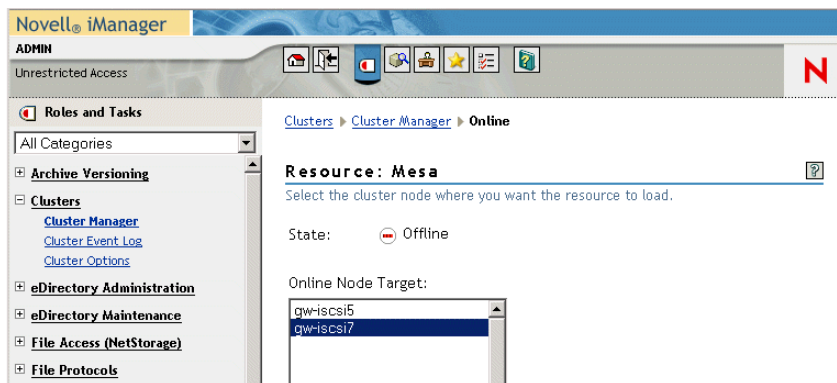 Novell® iManager
ADMIN
Unrestricted Access
N
Roles and Tasks
All Categories
Archive Versioning
Clusters
Cluster Manager
Cluster Event Log
Cluster Options
eDirectory Administration
eDirectory Maintenance
File Access (NetStorage)
File Protocols
Clusters Cluster Manager Online
Resource: Mesa
?
Select the cluster node where you want the resource to load.
State: Offline
Online Node Target:
gw-iscsi5
gw-iscsi7